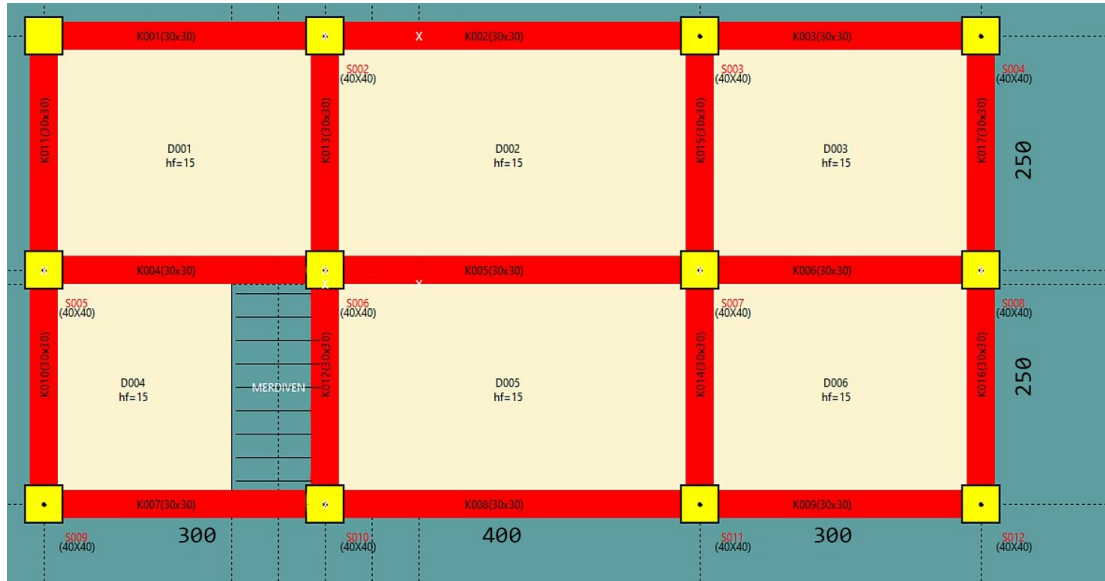 K001(30x30)
K002(30x30)
K003(30x30)
X
S002
(40X40)
S003
(40X40)
S004
(40X40)
K011(30x30)
K013(30x30)
K015(30x30)
K017(30x30)
D001
hf=15
D002
hf=15
D003
hf=15
250
K004(30x30)
K005(30x30)
K006(30x30)
X
X
S005
(40X40)
S006
(40X40)
S007
(40X40)
S008
(40X40)
K010(30x30)
K012(30x30)
K014(30x30)
K016(30x30)
D004
hf=15
MERDIVEN
D005
hf=15
D006
hf=15
250
K007(30x30)
K008(30x30)
K009(30x30)
300
400
300
S009
(40X40)
S010
(40X40)
S011
(40X40)
S012
(40X40)